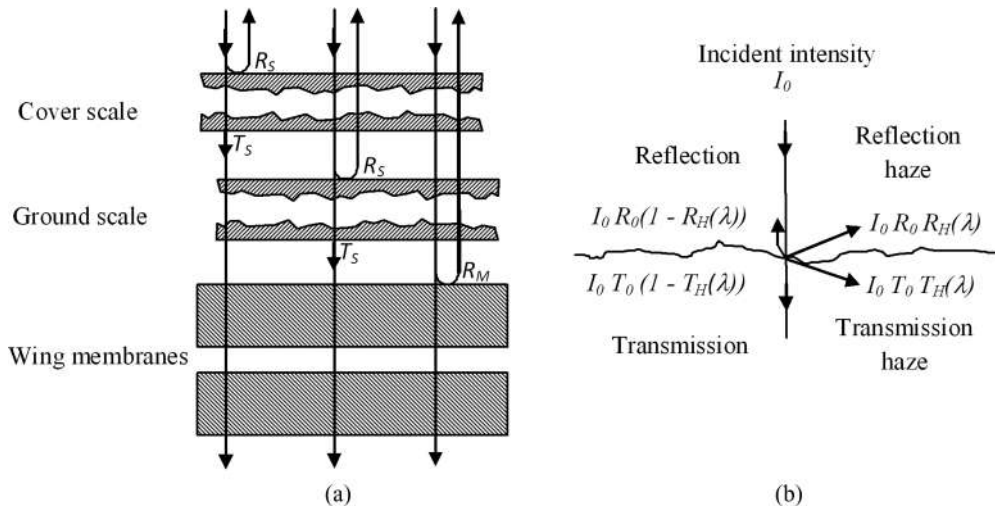 R_S
Cover scale
T_S
R_S
Ground scale
T_S
R_M
Wing membranes
(a)
Incident intensity
I_0
Reflection
Reflection
haze
I_0 R_0(1 - R_H(λ))
I_0 R_0 R_H(λ)
I_0 T_0 (1 - T_H(λ))
I_0 T_0 T_H(λ)
Transmission
Transmission
haze
(b)